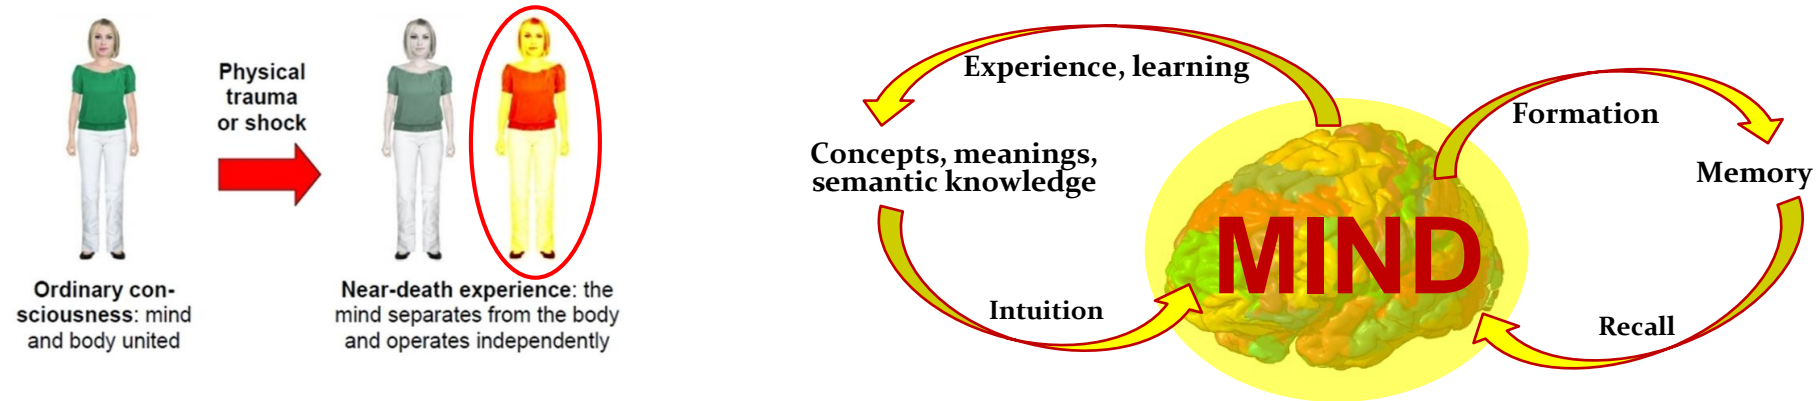 Physical
trauma
or shock
Ordinary con-
sciousness: mind
and body united
Near-death experience: the
mind separates from the body
and operates independently
Experience, learning
Concepts, meanings,
semantic knowledge
Intuition
MIND
Formation
Memory
Recall